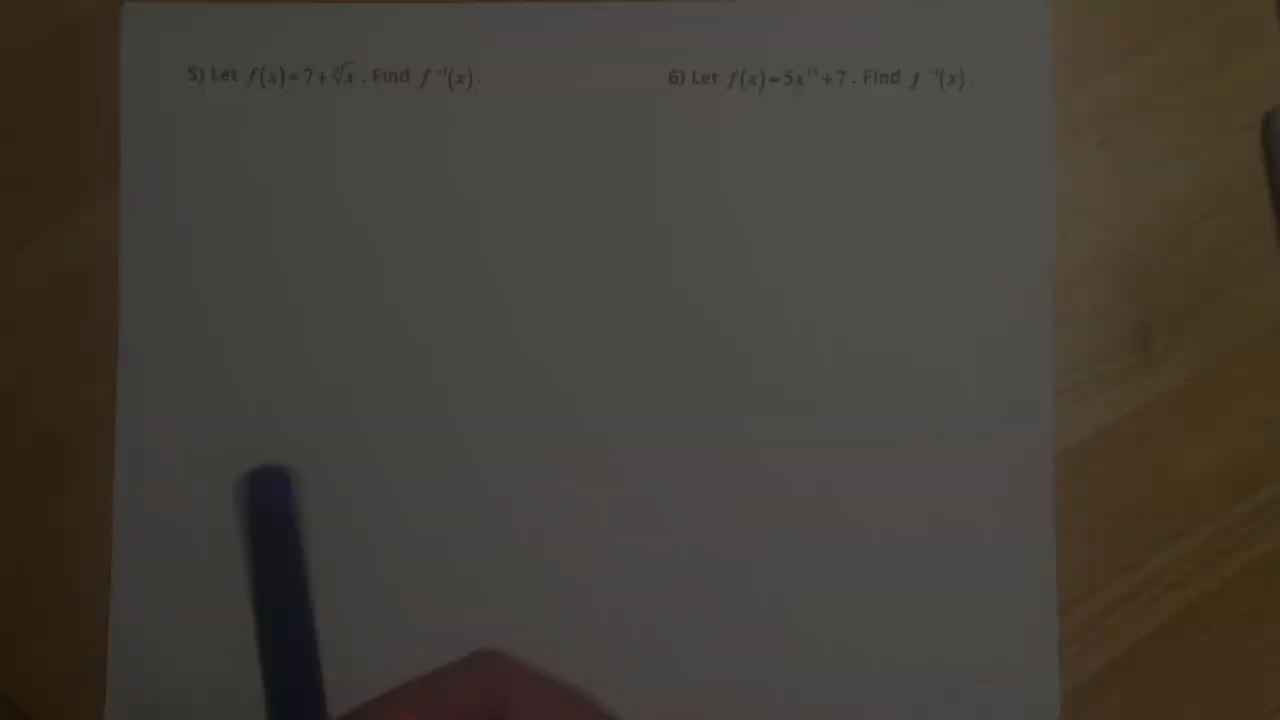 5) Let f(x) = 7 + √x . Find f⁻¹(x).
6) Let f(x) = 5x + 7 . Find f⁻¹(x).